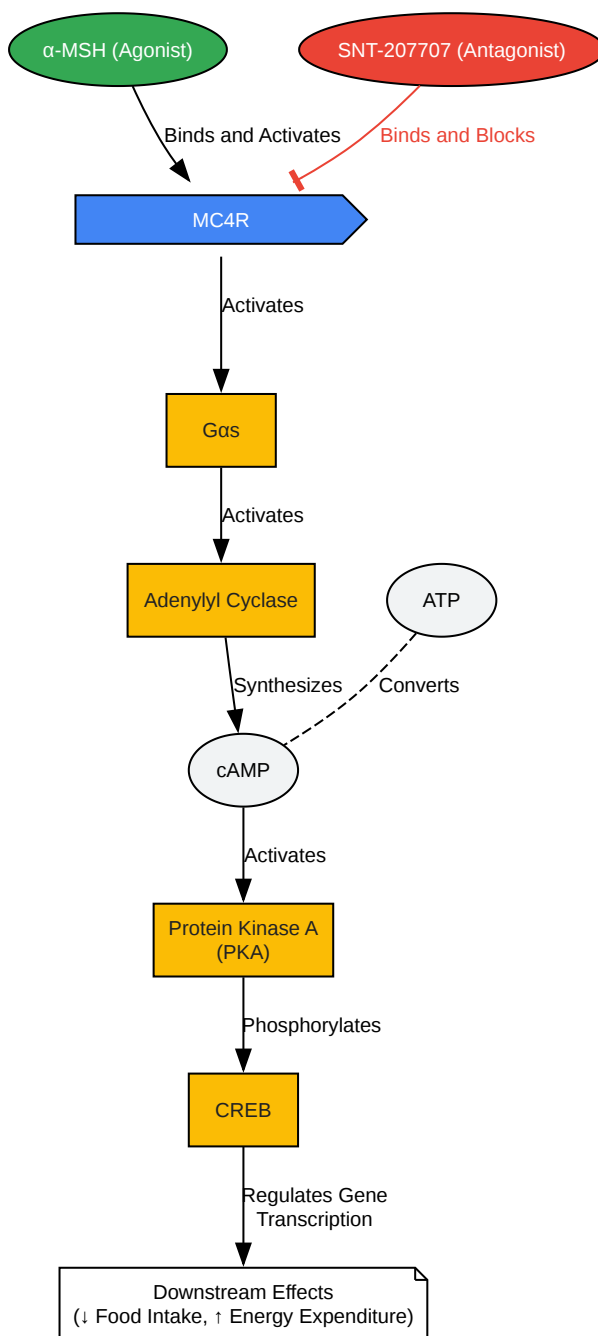 α-MSH (Agonist)
SNT-207707 (Antagonist)
Binds and Activates
Binds and Blocks
MC4R
Activates
Gαs
Activates
Adenylyl Cyclase
ATP
Synthesizes
Converts
cAMP
Activates
Protein Kinase A
(PKA)
Phosphorylates
CREB
Regulates Gene
Transcription
Downstream Effects
(↓ Food Intake, ↑ Energy Expenditure)